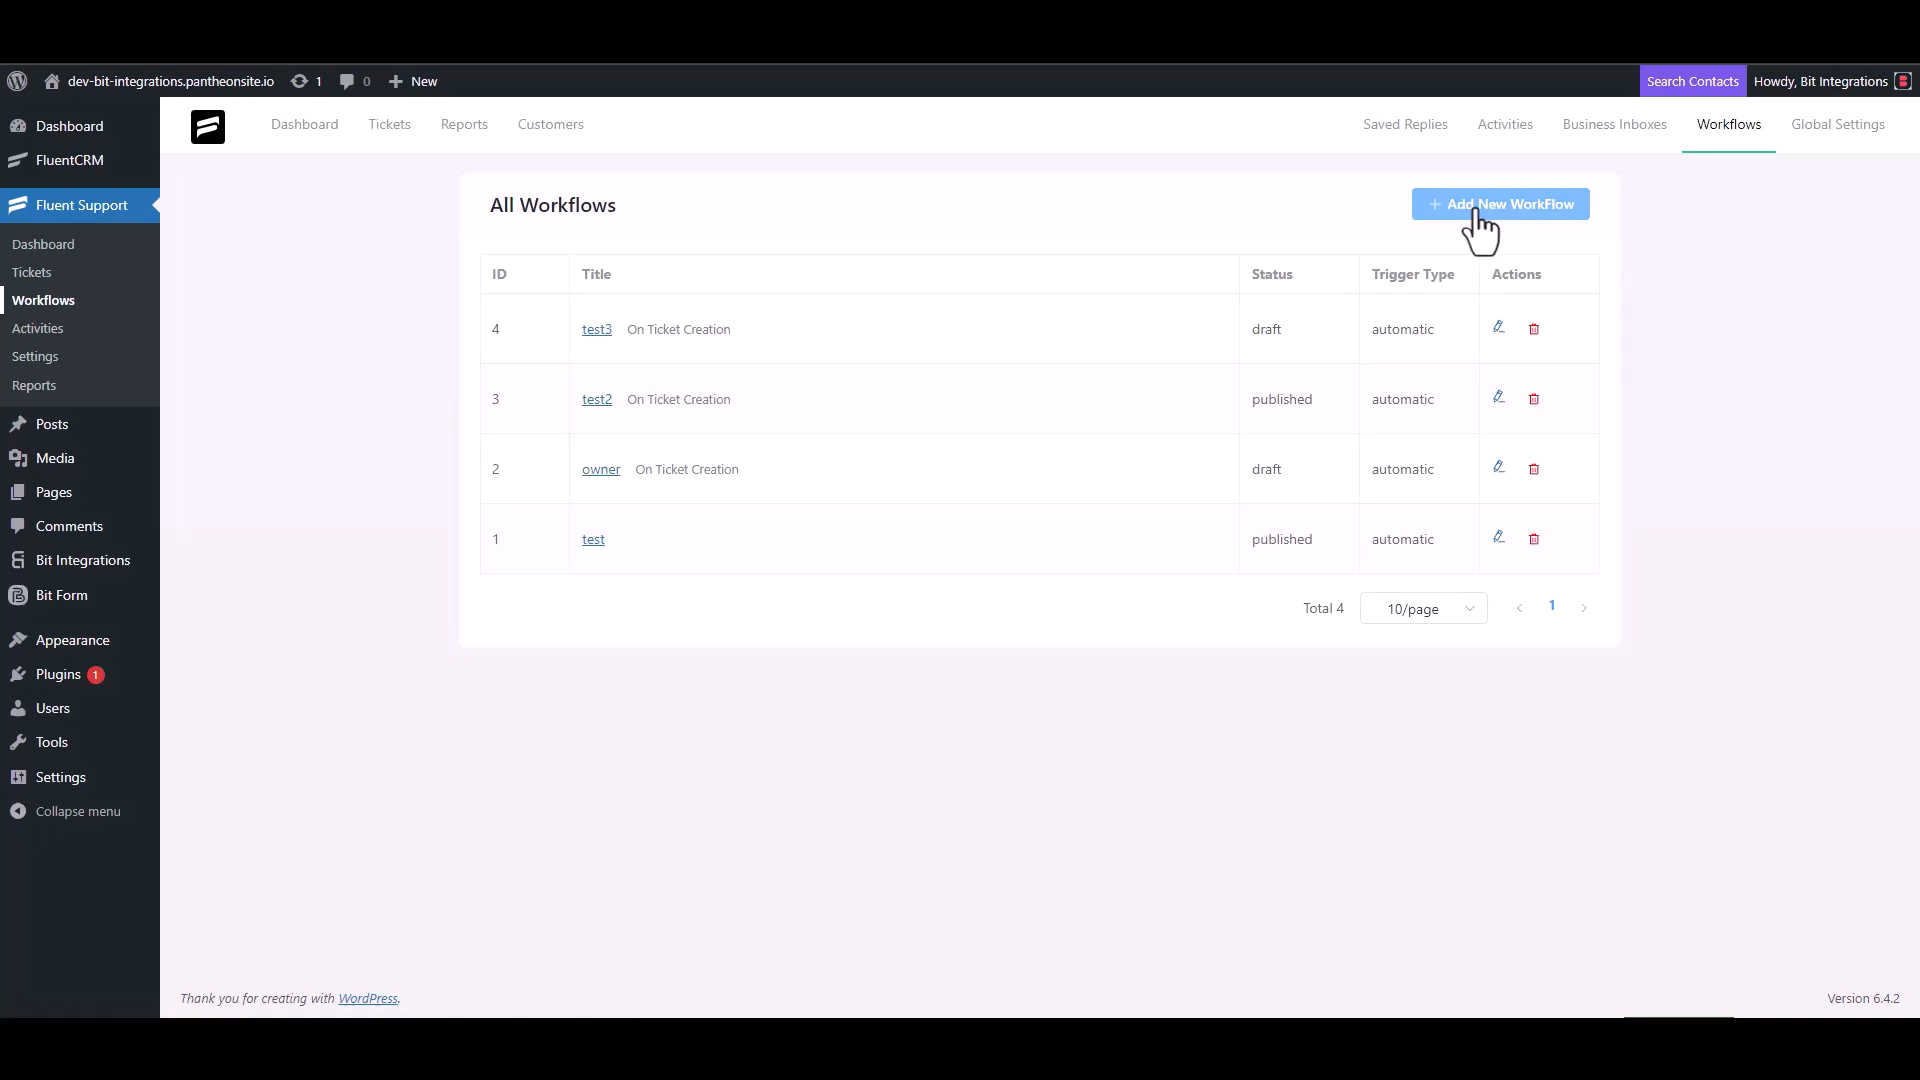 dev-bit-integrations.pantheonsite.io 1 0 New Search Contacts Howdy, Bit Integrations
Dashboard
FluentCRM
Fluent Support
Dashboard
Tickets
Workflows
Activities
Settings
Reports
Posts
Media
Pages
Comments
Bit Integrations
Bit Form
Appearance
Plugins 1
Users
Tools
Settings
Collapse menu
Dashboard Tickets Reports Customers Saved Replies Activities Business Inboxes Workflows Global Settings
All Workflows + Add New WorkFlow
ID Title Status Trigger Type Actions
4 test3 On Ticket Creation draft automatic
3 test2 On Ticket Creation published automatic
2 owner On Ticket Creation draft automatic
1 test published automatic
Total 4 10/page 1
Thank you for creating with WordPress. Version 6.4.2